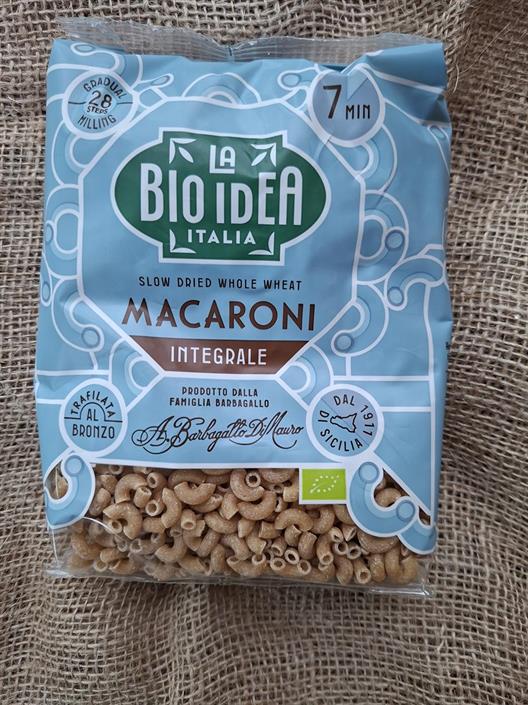 GRADUAL
28
STEPS
MILLING
7 MIN
LA
BIO IDEA
ITALIA
SLOW DRIED WHOLE WHEAT
MACARONI
INTEGRALE
PRODOTTO DALLA
FAMIGLIA BARBAGALLO
A. Barbagallo Di Mauro
TRAFILATA
AL
BRONZO
DAL 1911
DI SICILIA